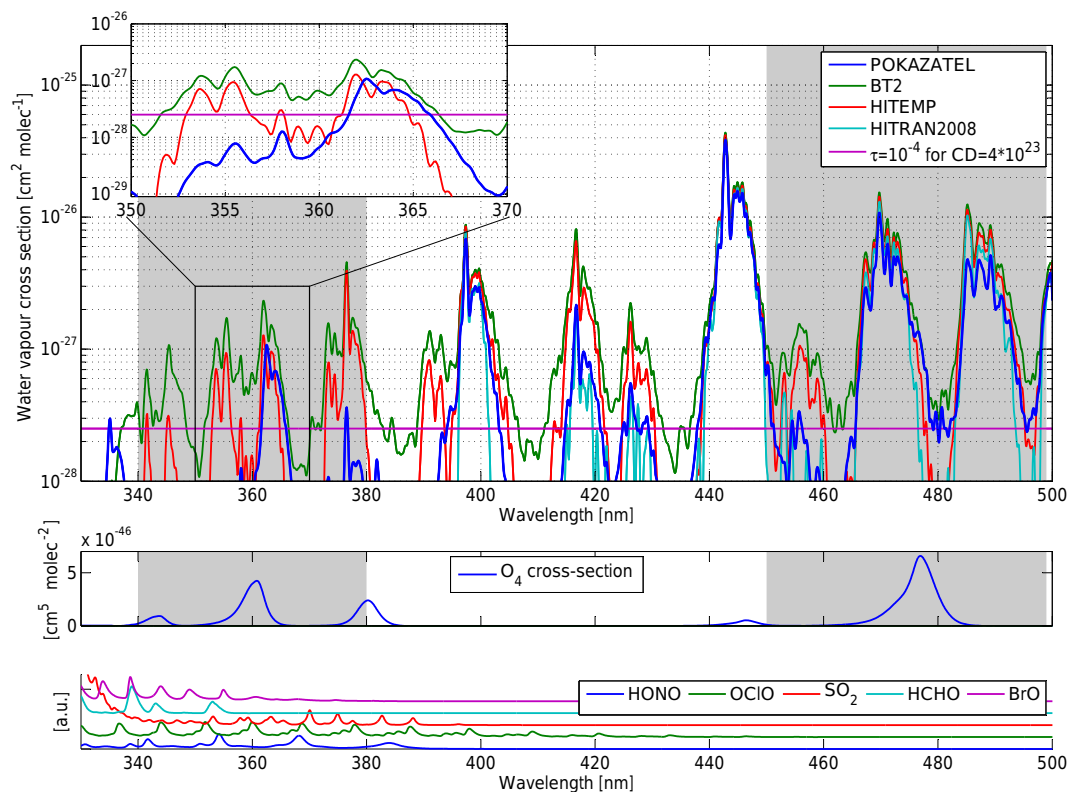 10^-26
10^-27
10^-28
10^-29
350 355 360 365 370
Water vapour cross section [cm^2 molec^-1]
10^-25
10^-26
10^-27
10^-28
POKAZATEL
BT2
HITEMP
HITRAN2008
τ=10^-4 for CD=4*10^23
340 360 380 400 420 440 460 480 500
Wavelength [nm]
x 10^-46
[cm^5 molec^-2]
5
0
O_4 cross-section
[a.u.]
HONO OClO SO_2 HCHO BrO
340 360 380 400 420 440 460 480 500
Wavelength [nm]